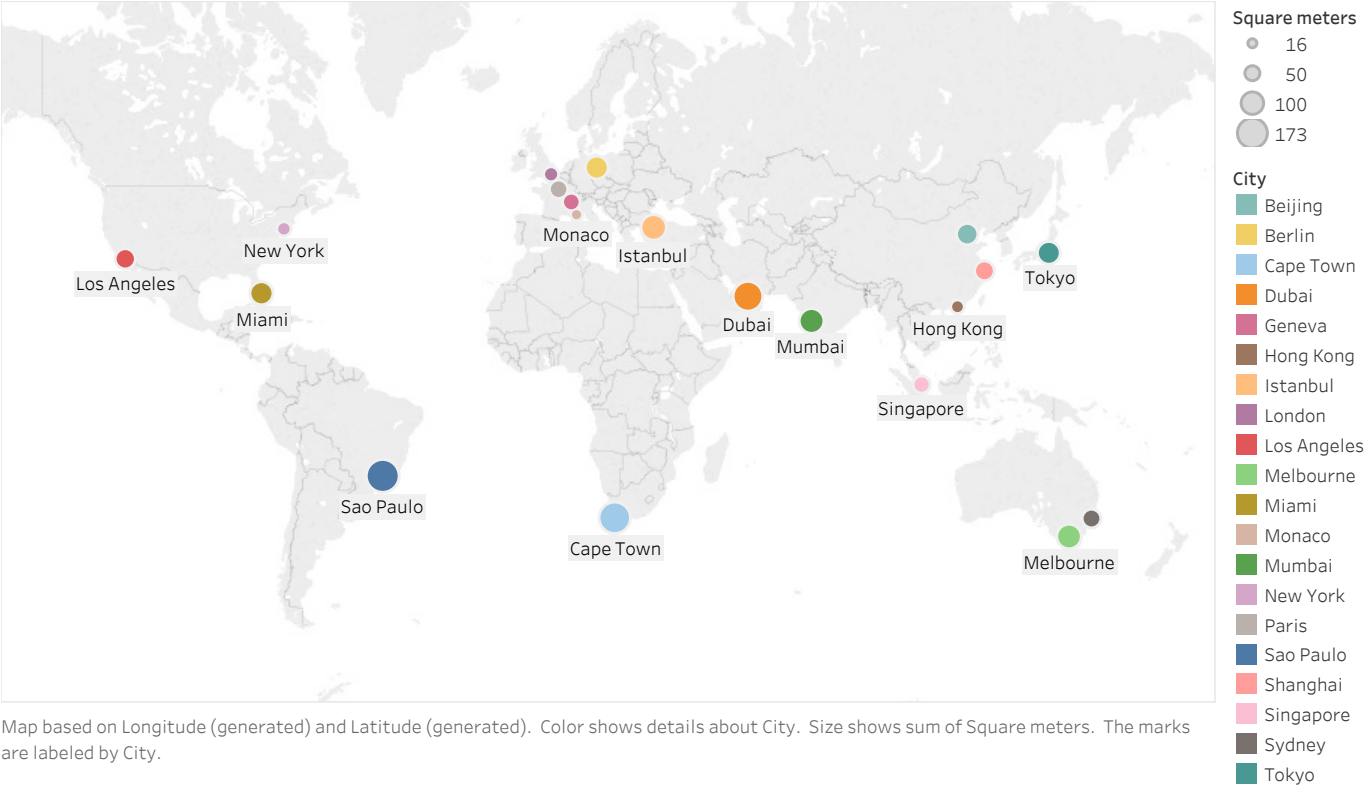 Monaco
Istanbul
New York
Los Angeles
Miami
Tokyo
Dubai
Mumbai
Hong Kong
Singapore
Sao Paulo
Cape Town
Melbourne
Map based on Longitude (generated) and Latitude (generated).  Color shows details about City.  Size shows sum of Square meters.  The marks
are labeled by City.
Square meters
16
50
100
173
City
Beijing
Berlin
Cape Town
Dubai
Geneva
Hong Kong
Istanbul
London
Los Angeles
Melbourne
Miami
Monaco
Mumbai
New York
Paris
Sao Paulo
Shanghai
Singapore
Sydney
Tokyo